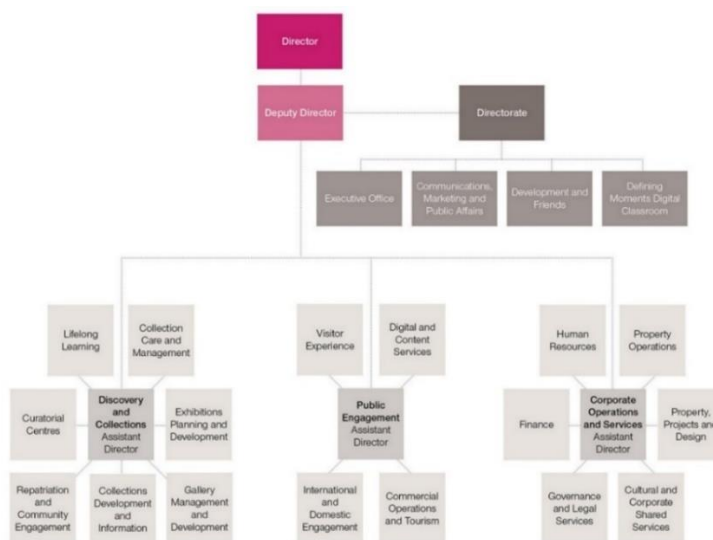 Director
Deputy Director
Directorate
Executive Office
Communications,
Marketing and
Public Affairs
Development and
Friends
Defining
Moments Digital
Classroom
Lifelong
Learning
Collection
Care and
Management
Curatorial
Centres
Discovery
and
Collections
Assistant
Director
Exhibitions
Planning and
Development
Repatriation and
Community
Engagement
Collections
Development and
Information
Gallery
Management and
Development
Visitor
Experience
Digital and
Content
Services
Public
Engagement
Assistant
Director
International
and Domestic
Engagement
Commercial
Operations
and Tourism
Human
Resources
Property
Operations
Finance
Corporate
Operations
and Services
Assistant
Director
Property,
Projects and
Design
Governance
and Legal
Services
Cultural and
Corporate
Shared
Services